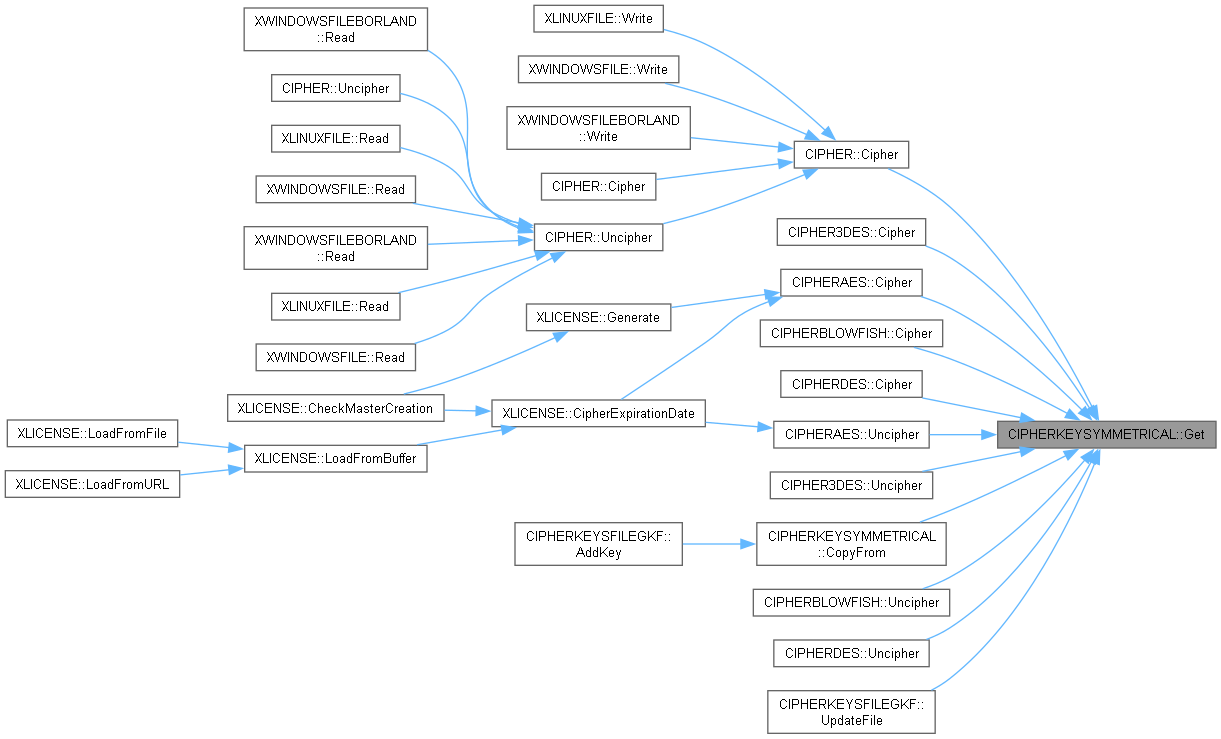 XWINDOWSFILEBORLAND
::Read
CIPHER::Uncipher
XLINUXFILE::Read
XWINDOWSFILE::Read
XWINDOWSFILEBORLAND
::Read
XLINUXFILE::Read
XWINDOWSFILE::Read
XLICENSE::CheckMasterCreation
XLICENSE::LoadFromFile
XLICENSE::LoadFromBuffer
XLICENSE::LoadFromURL
XLINUXFILE::Write
XWINDOWSFILE::Write
XWINDOWSFILEBORLAND
::Write
CIPHER::Cipher
CIPHER::Uncipher
XLICENSE::Generate
XLICENSE::CipherExpirationDate
CIPHERKEYSFILEGKF::
AddKey
CIPHER::Cipher
CIPHER3DES::Cipher
CIPHERAES::Cipher
CIPHERBLOWFISH::Cipher
CIPHERDES::Cipher
CIPHERAES::Uncipher
CIPHER3DES::Uncipher
CIPHERKEYSYMMETRICAL
::CopyFrom
CIPHERBLOWFISH::Uncipher
CIPHERDES::Uncipher
CIPHERKEYSFILEGKF::
UpdateFile
CIPHERKEYSYMMETRICAL::Get